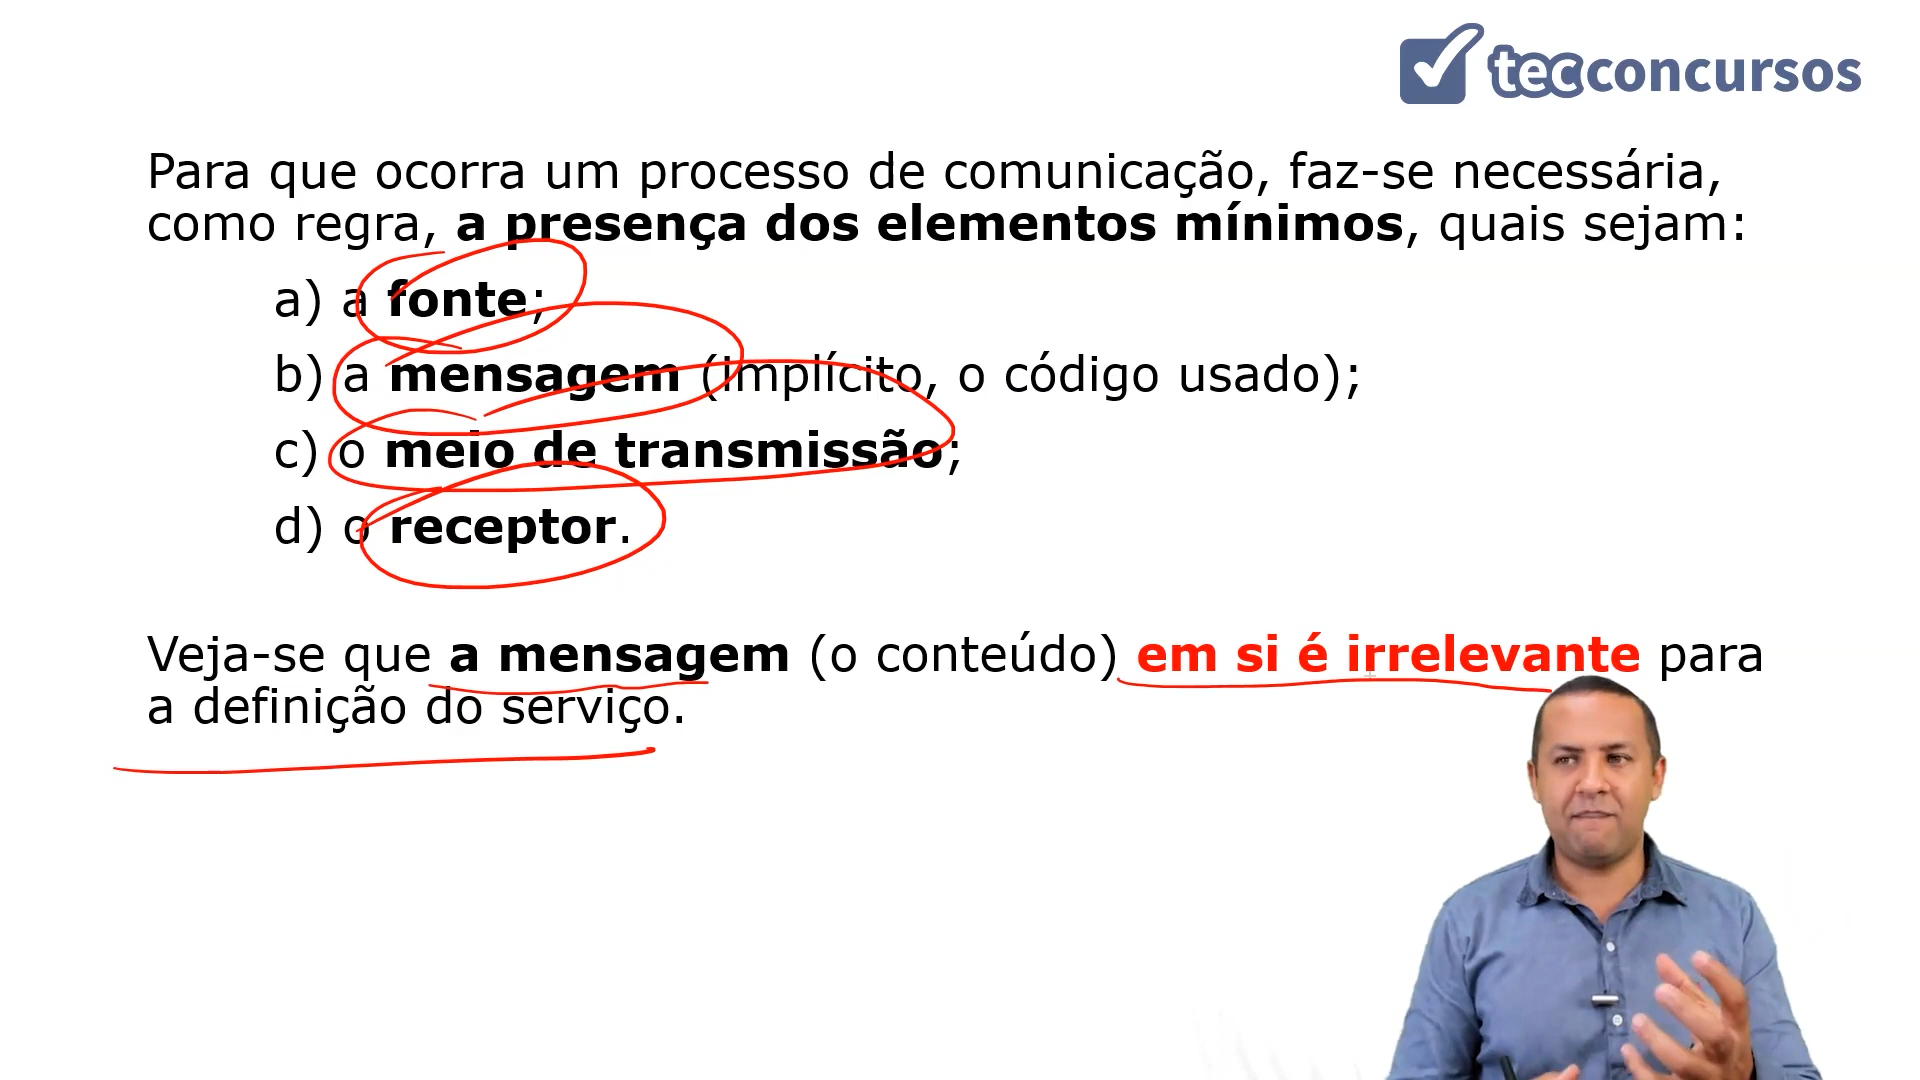 tecconcursos
Para que ocorra um processo de comunicação, faz-se necessária,
como regra, a presença dos elementos mínimos, quais sejam:
a) a fonte;
b) a mensagem (implícito, o código usado);
c) o meio de transmissão;
d) o receptor.
Veja-se que a mensagem (o conteúdo) em si é irrelevante para
a definição do serviço.